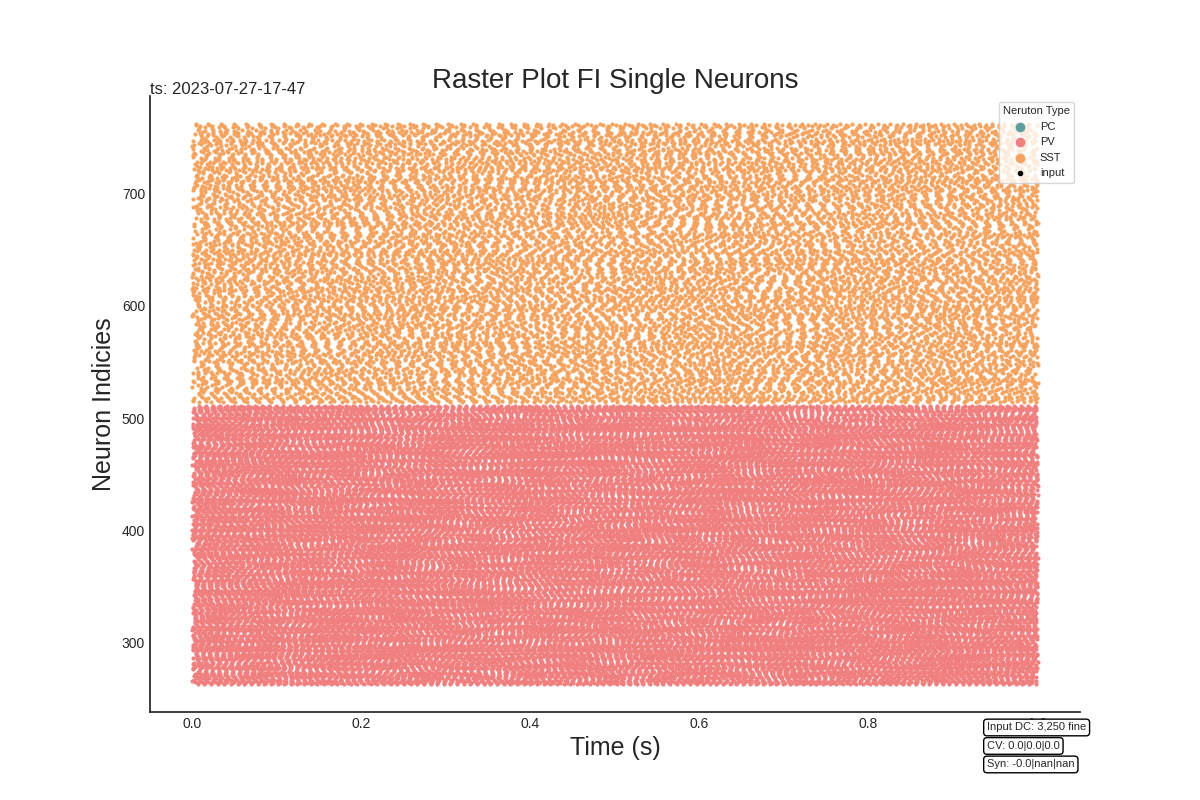 Raster Plot FI Single Neurons
ts: 2023-07-27-17-47
Neruton Type
PC
PV
SST
input
700
600
500
400
300
Neuron Indicies
0.0 0.2 0.4 0.6 0.8
Time (s)
Input DC: 3,250 fine
CV: 0.0|0.0|0.0
Syn: -0.0|nan|nan